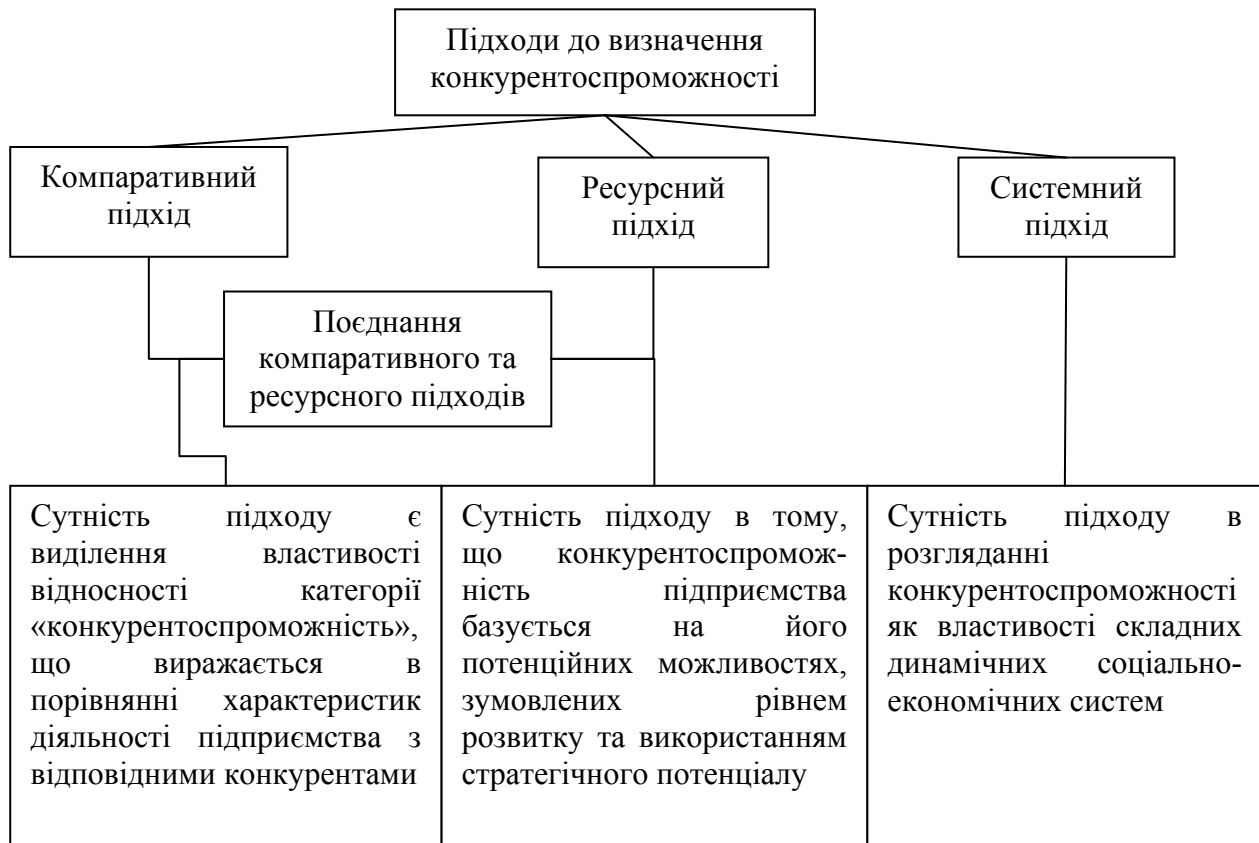 Підходи до визначення
конкурентоспроможності
Компаративний
підхід
Ресурсний
підхід
Системний
підхід
Поєднання
компаративного та
ресурсного підходів
Сутність підходу є
виділення властивості
відносності категорії
«конкурентоспроможність»,
що виражається в
порівнянні характеристик
діяльності підприємства з
відповідними конкурентами
Сутність підходу в тому,
що конкурентоспромож-
ність підприємства
базується на його
потенційних можливостях,
зумовлених рівнем
розвитку та використанням
стратегічного потенціалу
Сутність підходу в
розгляданні
конкурентоспроможності
як властивості складних
динамічних соціально-
економічних систем